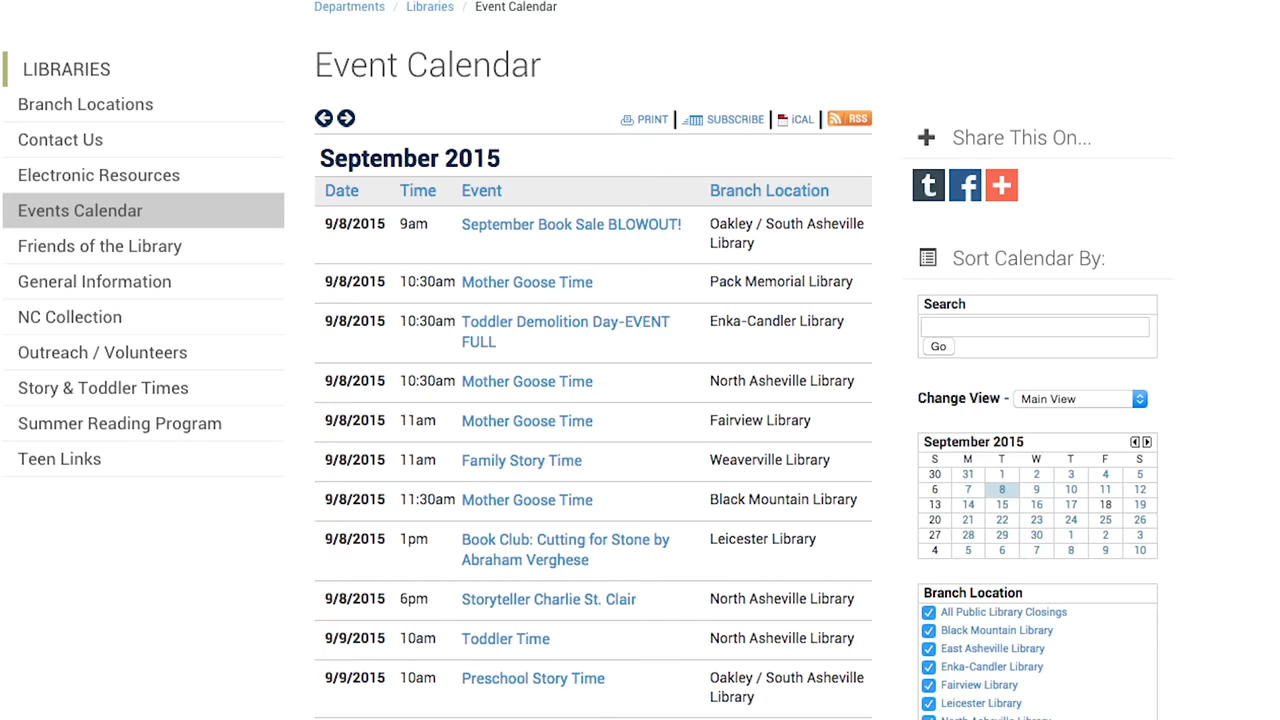 Departments / Libraries / Event Calendar
LIBRARIES
Branch Locations
Contact Us
Electronic Resources
Events Calendar
Friends of the Library
General Information
NC Collection
Outreach / Volunteers
Story & Toddler Times
Summer Reading Program
Teen Links
Event Calendar
PRINT | SUBSCRIBE | iCAL | RSS
September 2015
Date Time Event Branch Location
9/8/2015 9am September Book Sale BLOWOUT! Oakley / South Asheville
Library
9/8/2015 10:30am Mother Goose Time Pack Memorial Library
9/8/2015 10:30am Toddler Demolition Day-EVENT Enka-Candler Library
FULL
9/8/2015 10:30am Mother Goose Time North Asheville Library
9/8/2015 11am Mother Goose Time Fairview Library
9/8/2015 11am Family Story Time Weaverville Library
9/8/2015 11:30am Mother Goose Time Black Mountain Library
9/8/2015 1pm Book Club: Cutting for Stone by Leicester Library
Abraham Verghese
9/8/2015 6pm Storyteller Charlie St. Clair North Asheville Library
9/9/2015 10am Toddler Time North Asheville Library
9/9/2015 10am Preschool Story Time Oakley / South Asheville
Library
Share This On...
t f +
Sort Calendar By:
Search
Go
Change View - Main View
September 2015
S M T W T F S
30 31 1 2 3 4 5
6 7 8 9 10 11 12
13 14 15 16 17 18 19
20 21 22 23 24 25 26
27 28 29 30 1 2 3
4 5 6 7 8 9 10
Branch Location
All Public Library Closings
Black Mountain Library
East Asheville Library
Enka-Candler Library
Fairview Library
Leicester Library
North Asheville Library